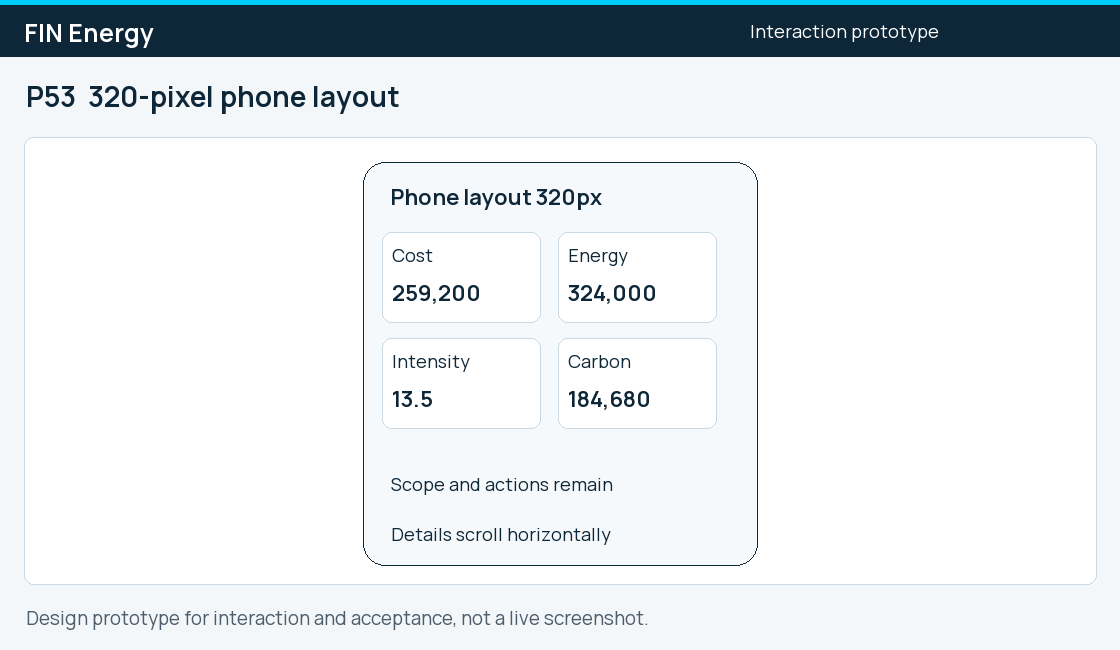 FIN Energy
Interaction prototype
P53 320-pixel phone layout
Phone layout 320px
Cost
259,200
Energy
324,000
Intensity
13.5
Carbon
184,680
Scope and actions remain
Details scroll horizontally
Design prototype for interaction and acceptance, not a live screenshot.